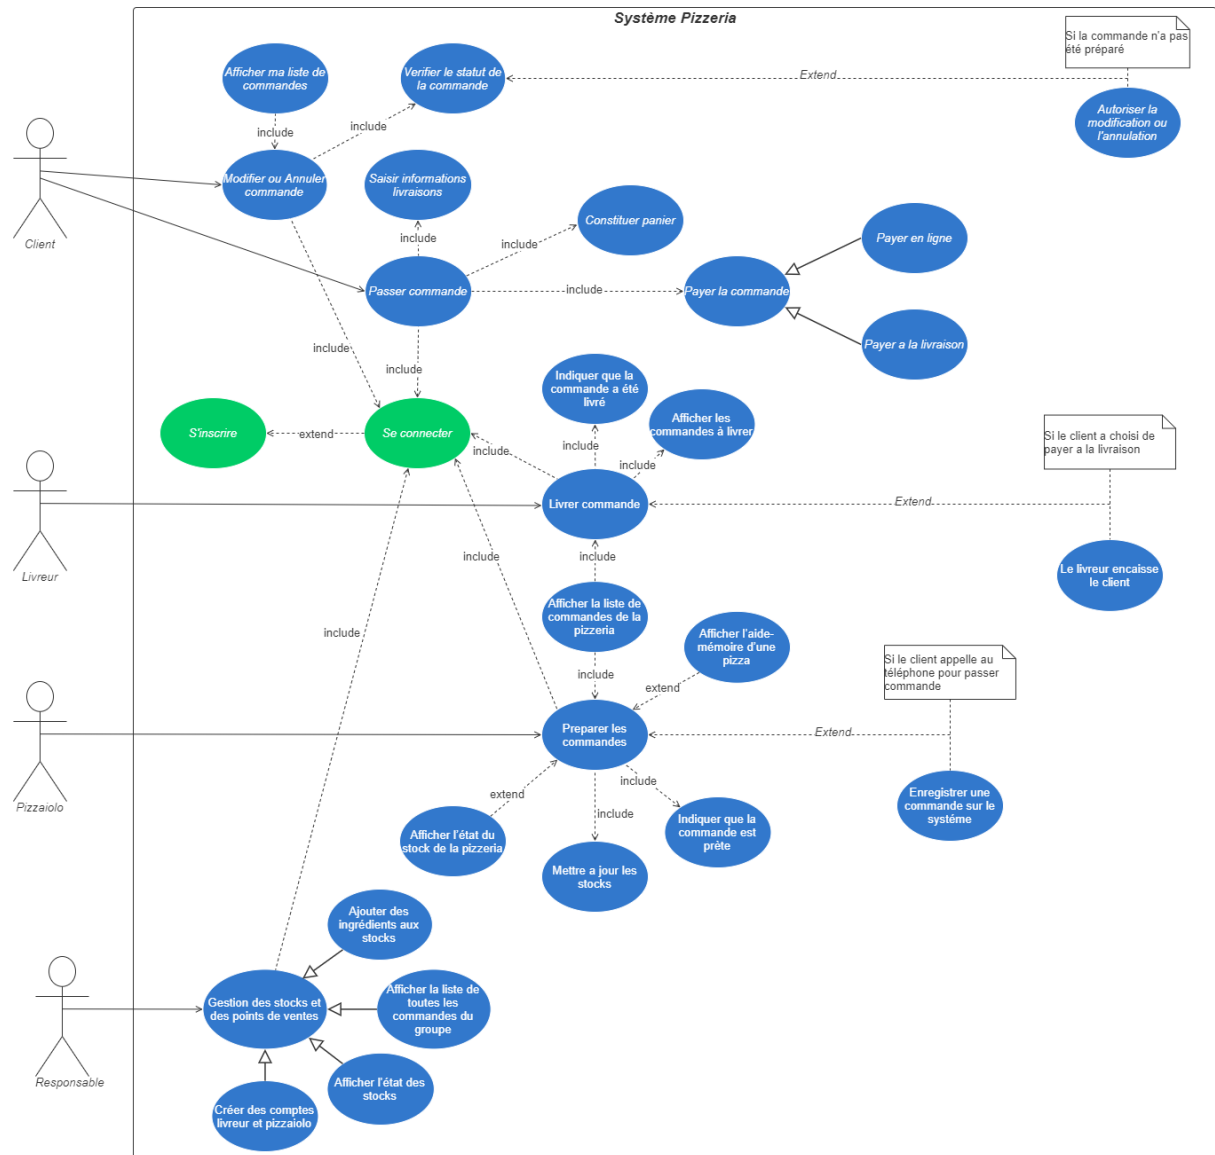 Système Pizzeria
Si la commande n'a pas
été préparé
Afficher ma liste de
commandes
Verifier le statut de
la commande
Extend
Autoriser la
modification ou
l'annulation
include
include
Modifier ou Annuler
commande
Saisir informations
livraisons
Client
Constituer panier
Payer en ligne
include
include
Passer commande
include
Payer la commande
Payer a la livraison
include
include
Indiquer que la
commande a été
livré
Afficher les
commandes à livrer
S'inscrire
extend
Se connecter
include
include
include
Si le client a choisi de
payer a la livraison
Livrer commande
Extend
Livreur
include
include
Le livreur encaisse
le client
Afficher la liste de
commandes de la
pizzeria
include
Afficher l'aide-
mémoire d'une
pizza
Si le client appelle au
téléphone pour passer
commande
include
extend
Preparer les
commandes
Extend
Pizzaiolo
extend
include
include
Enregistrer une
commande sur le
systéme
Afficher l'état du
stock de la pizzeria
Indiquer que la
commande est
prète
Mettre a jour les
stocks
Ajouter des
ingrédients aux
stocks
Gestion des stocks et
des points de ventes
Afficher la liste de
toutes les
commandes du
groupe
Responsable
Afficher l'état des
stocks
Créer des comptes
livreur et pizzaiolo